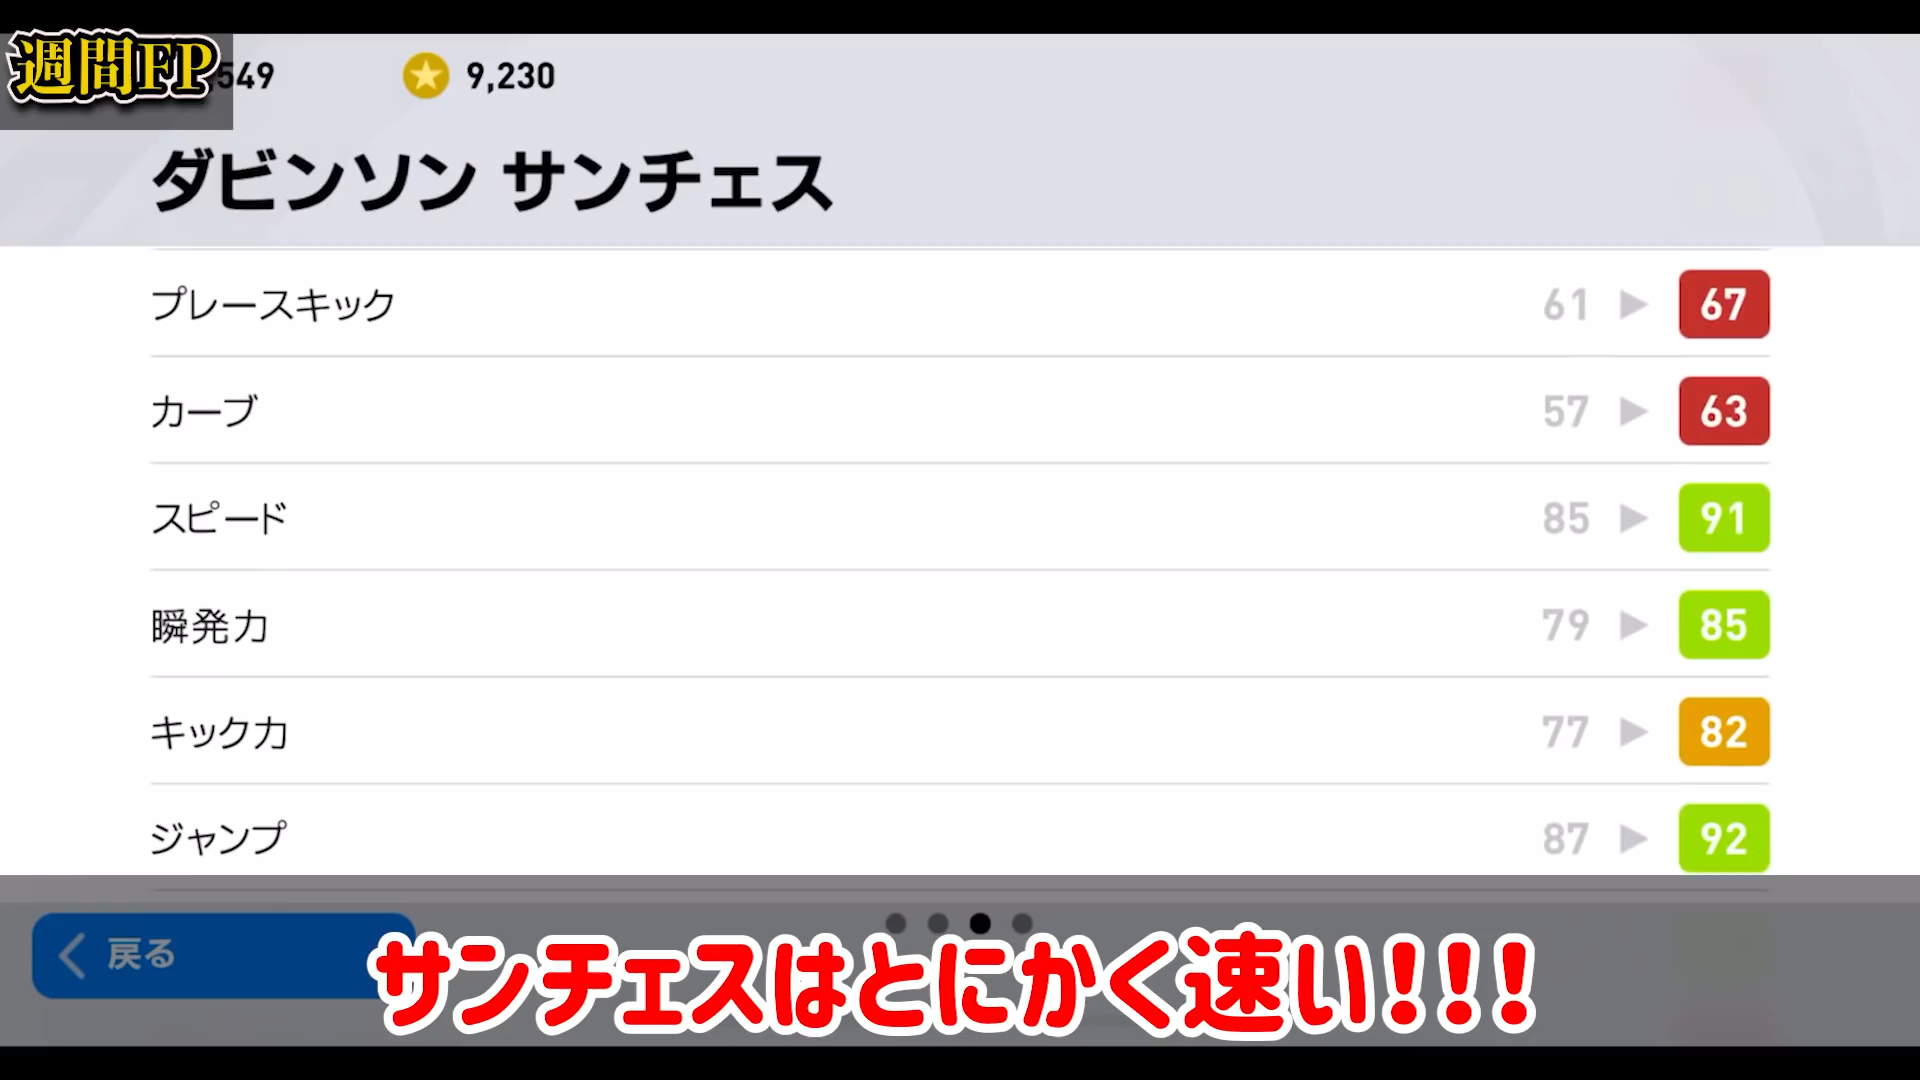 週間FP
,549
9,230
ダビンソン サンチェス
プレースキック 61 ▶ 67
カーブ 57 ▶ 63
スピード 85 ▶ 91
瞬発力 79 ▶ 85
キック力 77 ▶ 82
ジャンプ 87 ▶ 92
戻る
サンチェスはとにかく速い!!!